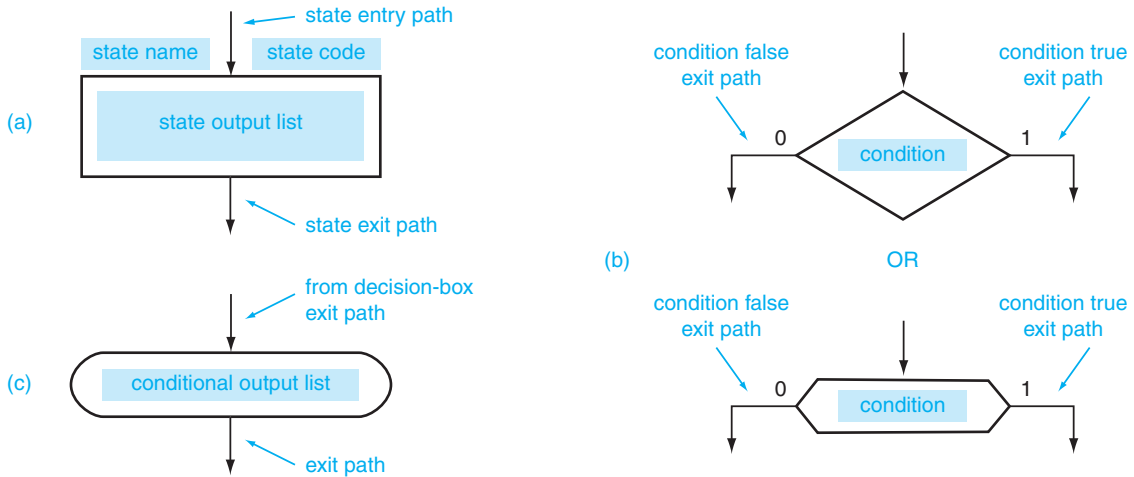 (a)
state entry path
state name
state code
state output list
state exit path
(c)
from decision-box
exit path
conditional output list
exit path
(b)
condition false
exit path
condition true
exit path
0
1
condition
OR
condition false
exit path
condition true
exit path
0
1
condition